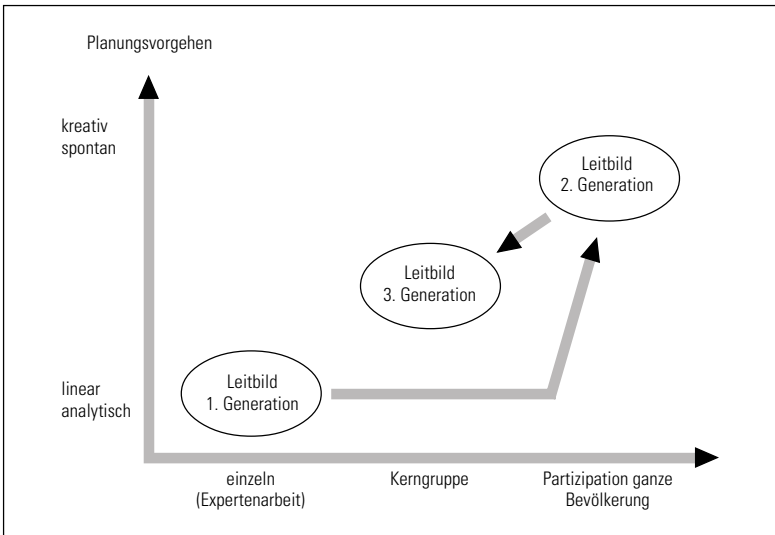 Planungsvorgehen
kreativ
spontan
Leitbild
2. Generation
Leitbild
3. Generation
Leitbild
1. Generation
linear
analytisch
einzeln
(Expertenarbeit)
Kerngruppe
Partizipation ganze
Bevölkerung